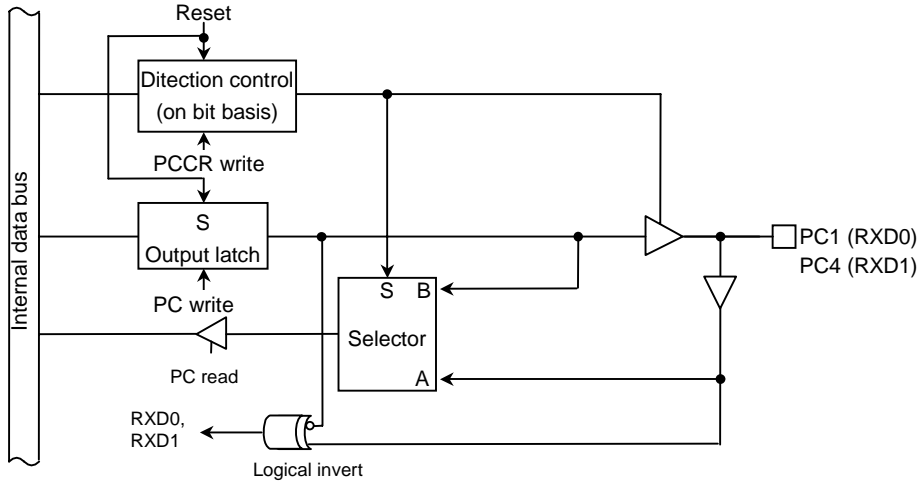 Reset
Internal data bus
Ditection control
(on bit basis)
PCCR write
S
Output latch
PC write
PC1 (RXD0)
PC4 (RXD1)
S B
Selector
A
PC read
RXD0,
RXD1
Logical invert